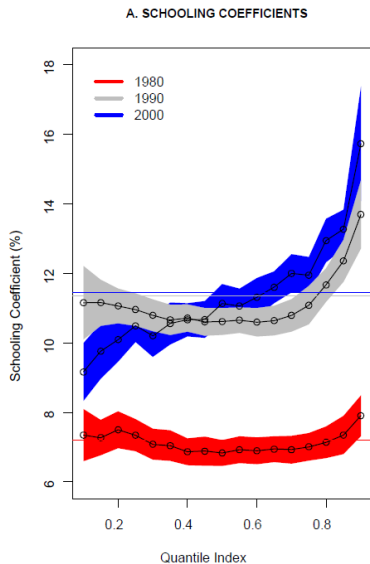 A. SCHOOLING COEFFICIENTS
18
16
14
12
10
8
6
Schooling Coefficient (%)
1980
1990
2000
0.2 0.4 0.6 0.8
Quantile Index